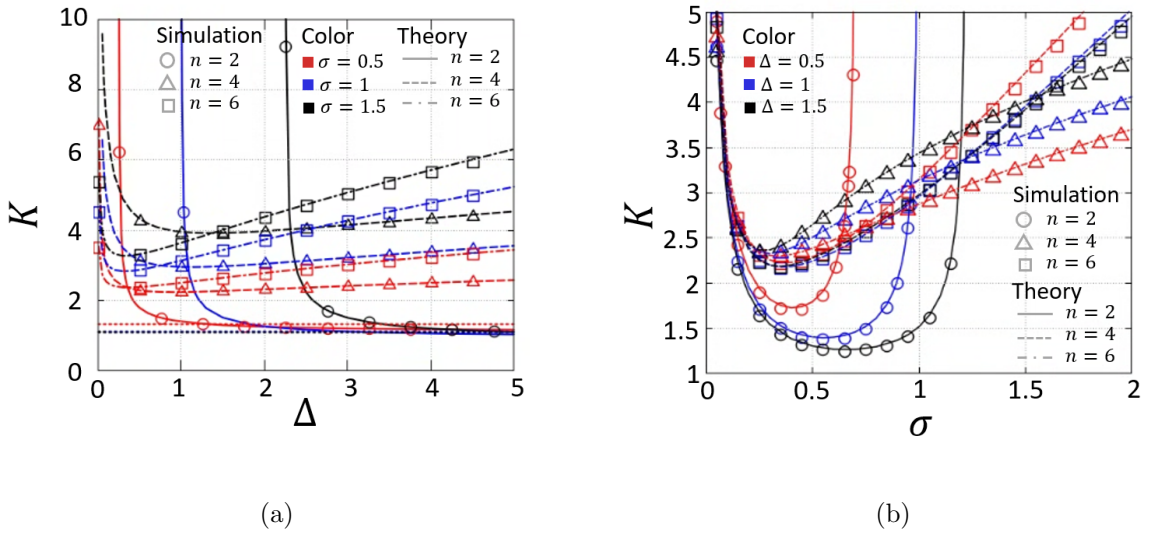 10
8
6
4
2
0
K
Simulation
n = 2
n = 4
n = 6
Color
σ = 0.5
σ = 1
σ = 1.5
Theory
n = 2
n = 4
n = 6
0 1 2 3 4 5
Δ
(a)
5
4.5
4
3.5
3
2.5
2
1.5
1
K
Color
Δ = 0.5
Δ = 1
Δ = 1.5
Simulation
n = 2
n = 4
n = 6
Theory
n = 2
n = 4
n = 6
0 0.5 1 1.5 2
σ
(b)